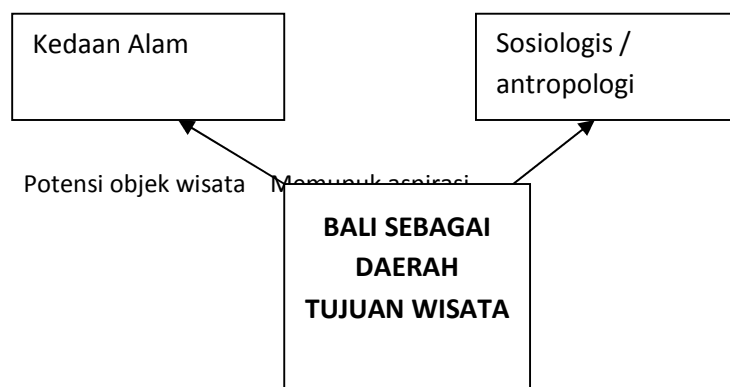 Kedaan Alam
Sosiologis /
antropologi
Potensi objek wisata Memupuk aspirasi
BALI SEBAGAI
DAERAH
TUJUAN WISATA